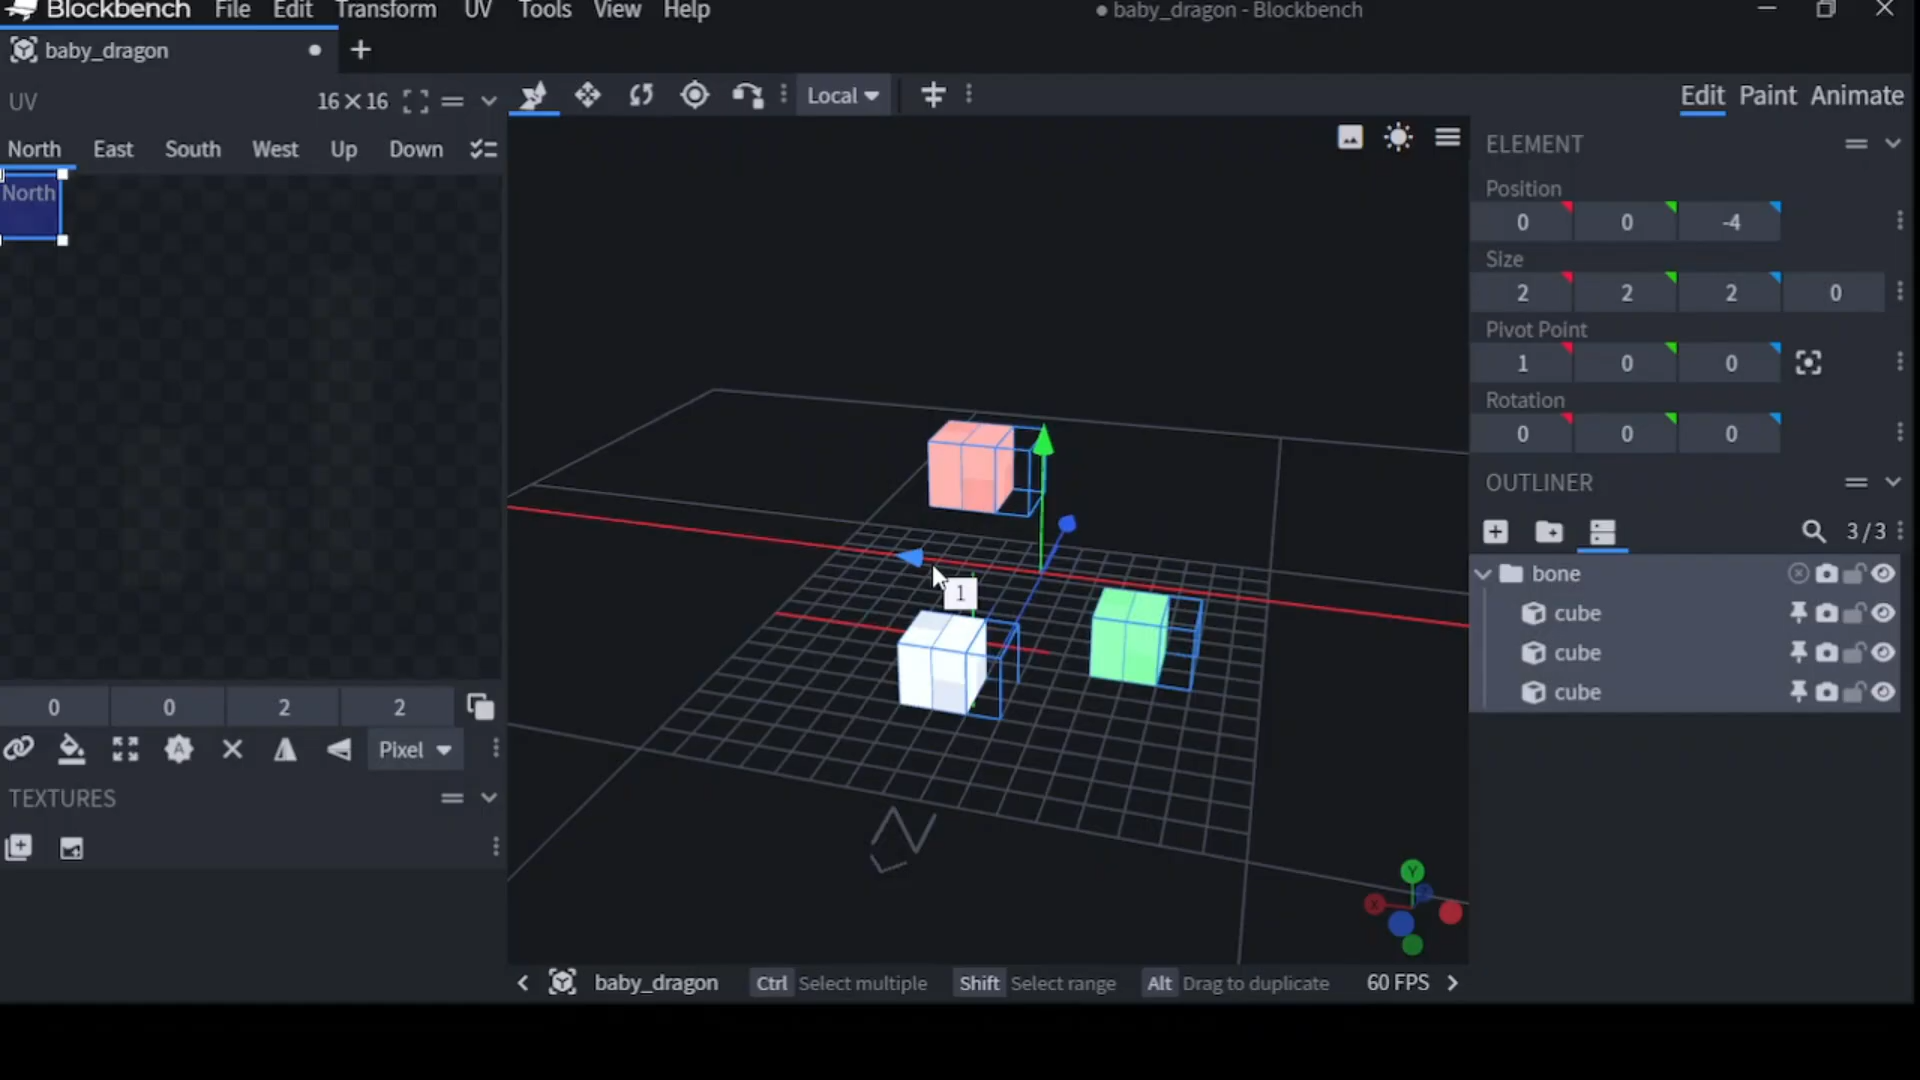 Blockbench File Edit Transform UV Tools View Help
● baby_dragon - Blockbench
baby_dragon
UV 16×16
Local
Edit Paint Animate
North East South West Up Down
North
ELEMENT
Position
0 0 -4
Size
2 2 2 0
Pivot Point
1 0 0
Rotation
0 0 0
OUTLINER
3/3
bone
cube
cube
cube
1
0 0 2 2
A
Pixel
TEXTURES
Y
X
Z
baby_dragon Ctrl Select multiple Shift Select range Alt Drag to duplicate 60 FPS
N